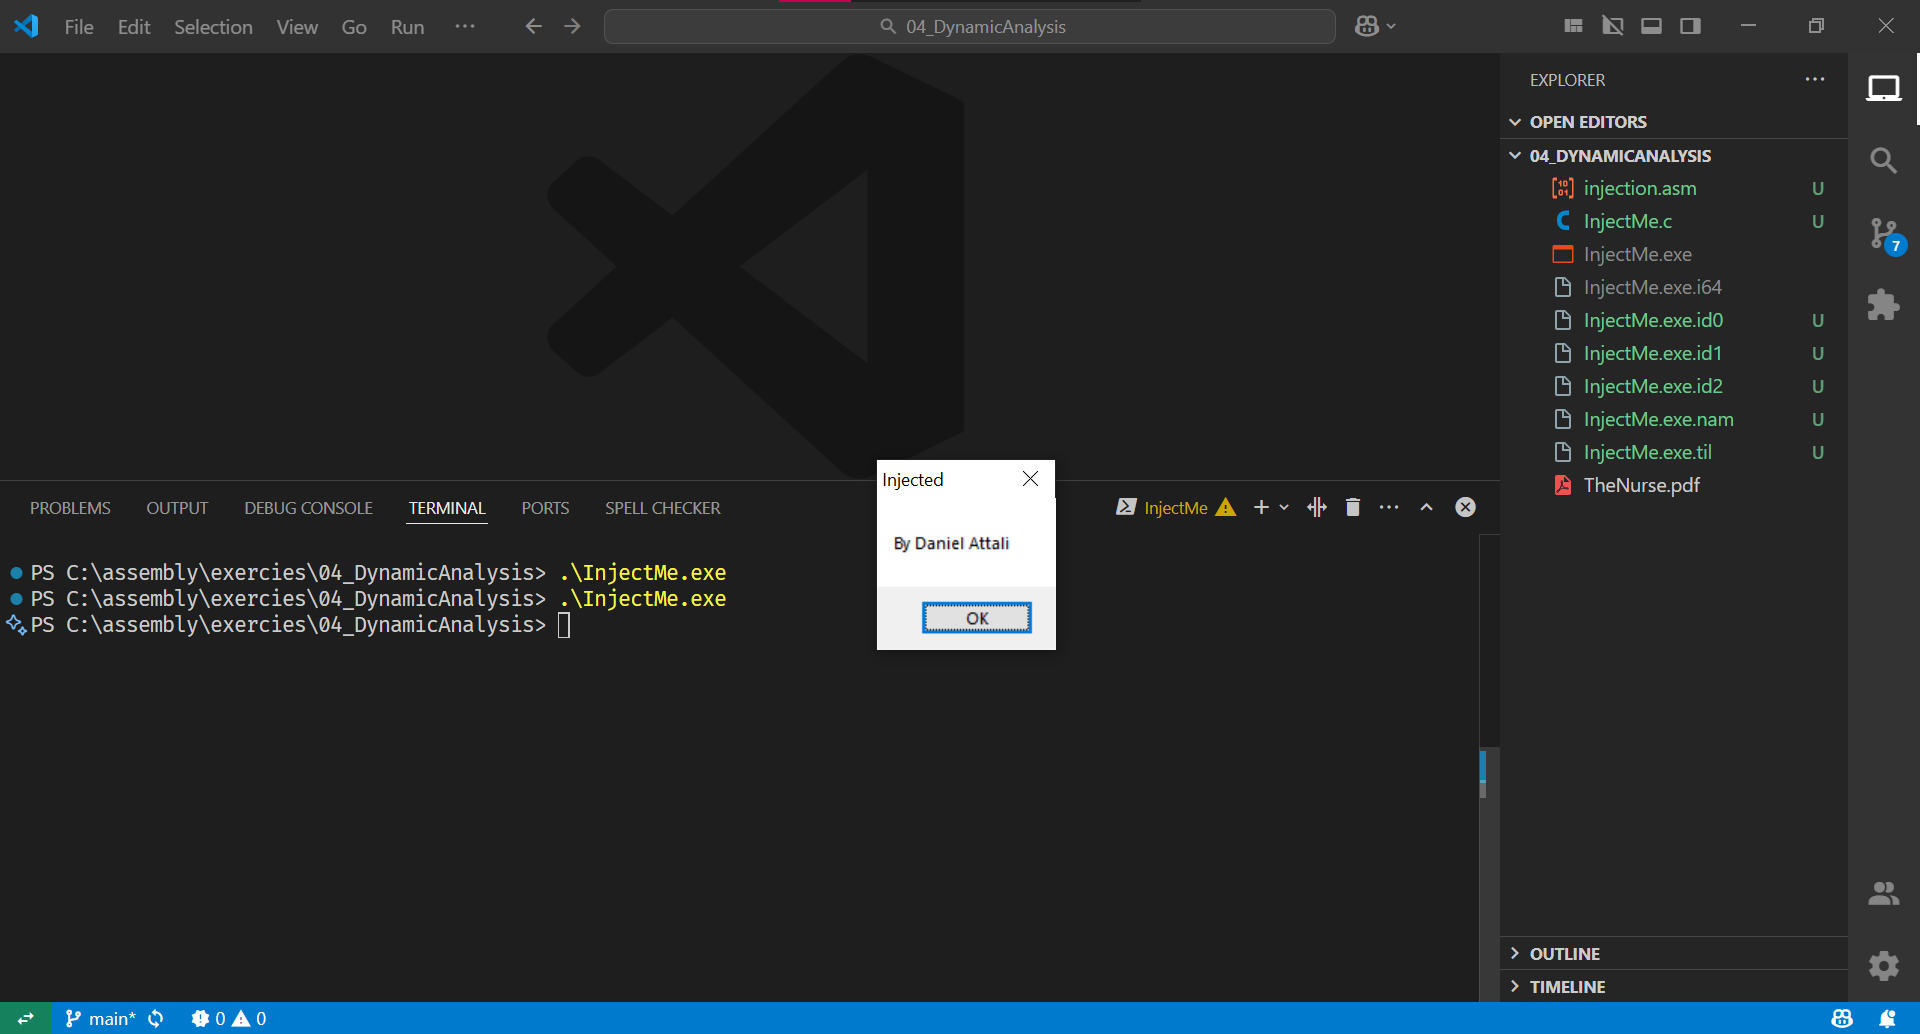 File Edit Selection View Go Run ···
04_DynamicAnalysis
EXPLORER
OPEN EDITORS
04_DYNAMICANALYSIS
injection.asm U
InjectMe.c U
InjectMe.exe
InjectMe.exe.i64
InjectMe.exe.id0 U
InjectMe.exe.id1 U
InjectMe.exe.id2 U
InjectMe.exe.nam U
InjectMe.exe.til U
TheNurse.pdf
7
Injected
By Daniel Attali
OK
PROBLEMS OUTPUT DEBUG CONSOLE TERMINAL PORTS SPELL CHECKER
InjectMe
PS C:\assembly\exercies\04_DynamicAnalysis> .\InjectMe.exe
PS C:\assembly\exercies\04_DynamicAnalysis> .\InjectMe.exe
PS C:\assembly\exercies\04_DynamicAnalysis>
OUTLINE
TIMELINE
main* 0 0